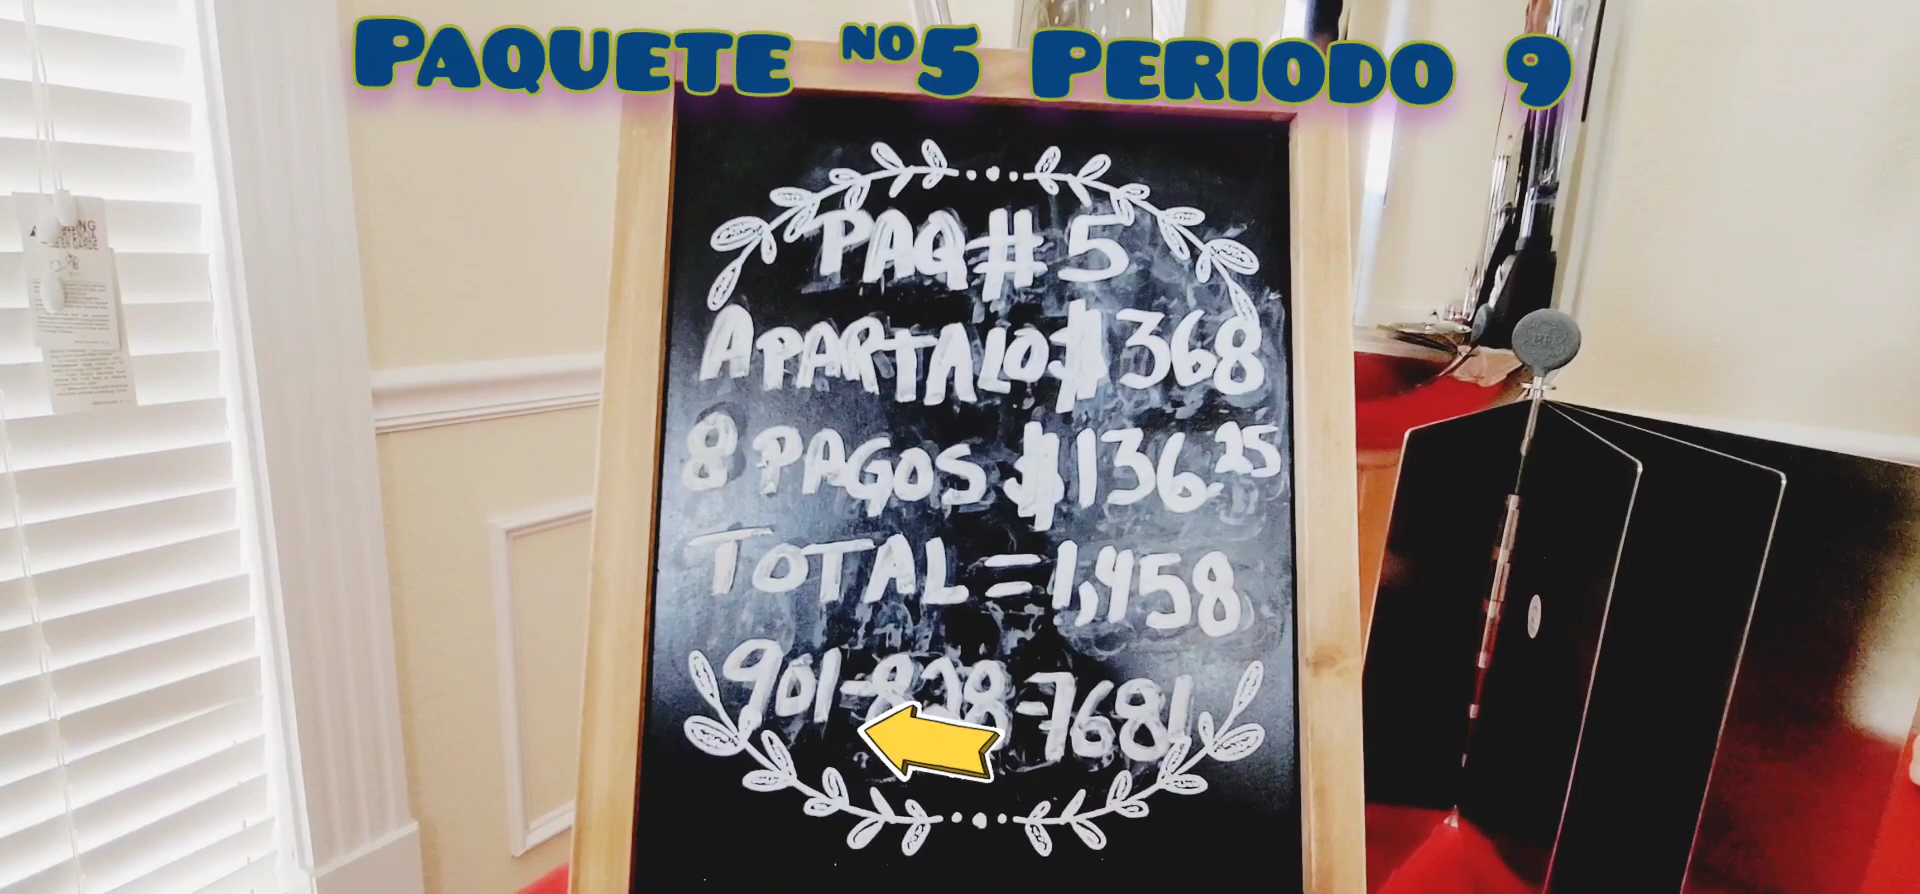 PAQUETE Nº5 PERIODO 9
PAQ # 5
APARTALO $ 368
8 PAGOS $136.25
TOTAL = 1,458
901-828-7681